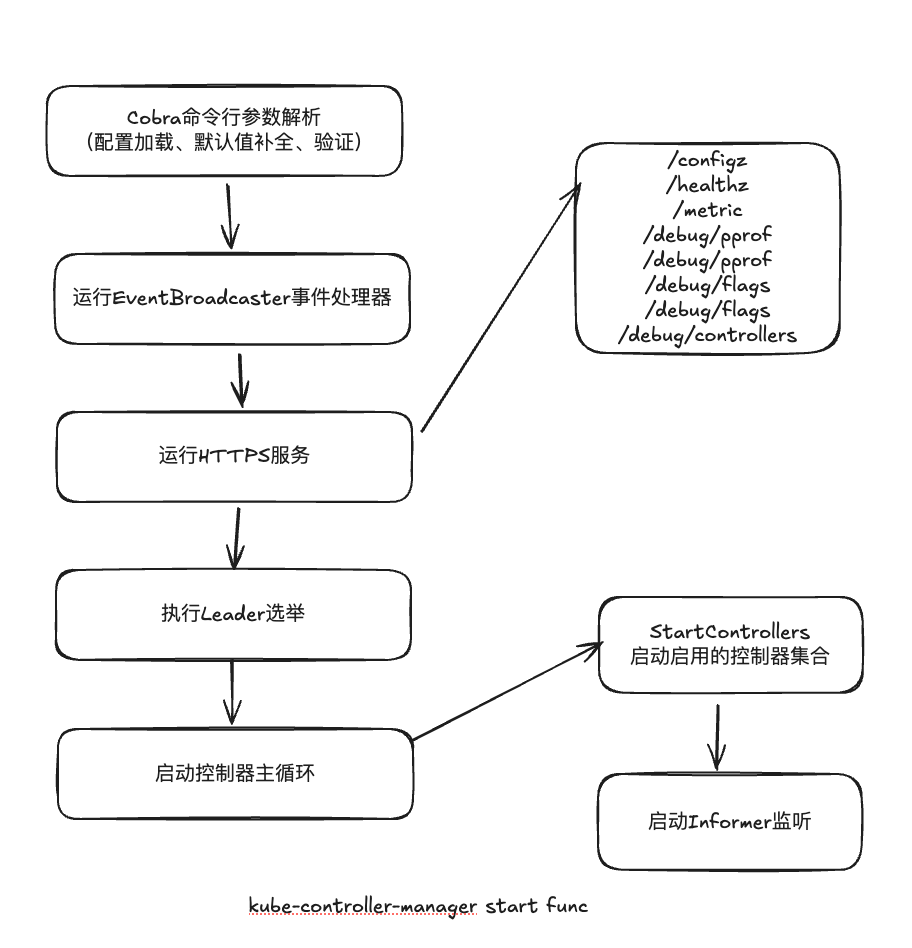 Cobra命令行参数解析
（配置加载、默认值补全、验证）
运行EventBroadcaster事件处理器
运行HTTPS服务
执行Leader选举
启动控制器主循环
/configz
/healthz
/metric
/debug/pprof
/debug/pprof
/debug/flags
/debug/flags
/debug/controllers
StartControllers
启动启用的控制器集合
启动Informer监听
kube-controller-manager start func